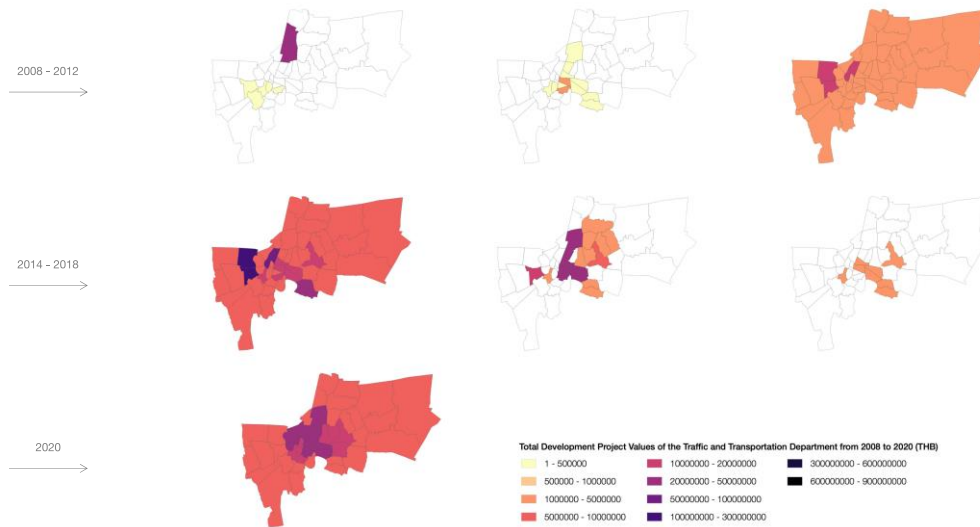 2008 - 2012
2014 - 2018
2020
Total Development Project Values of the Traffic and Transportation Department from 2008 to 2020 (THB)
1 - 500000
10000000 - 20000000
300000000 - 600000000
500000 - 1000000
20000000 - 50000000
600000000 - 900000000
1000000 - 5000000
50000000 - 100000000
5000000 - 10000000
100000000 - 300000000